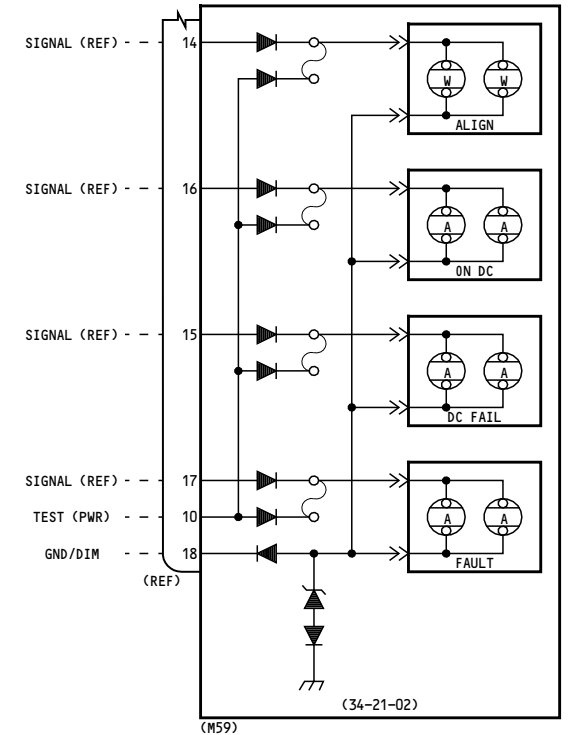 SIGNAL (REF) 14
W W
ALIGN
SIGNAL (REF) 16
A A
ON DC
SIGNAL (REF) 15
A A
DC FAIL
SIGNAL (REF) 17
TEST (PWR) 10
A A
GND/DIM 18
FAULT
(REF)
(34-21-02)
(M59)